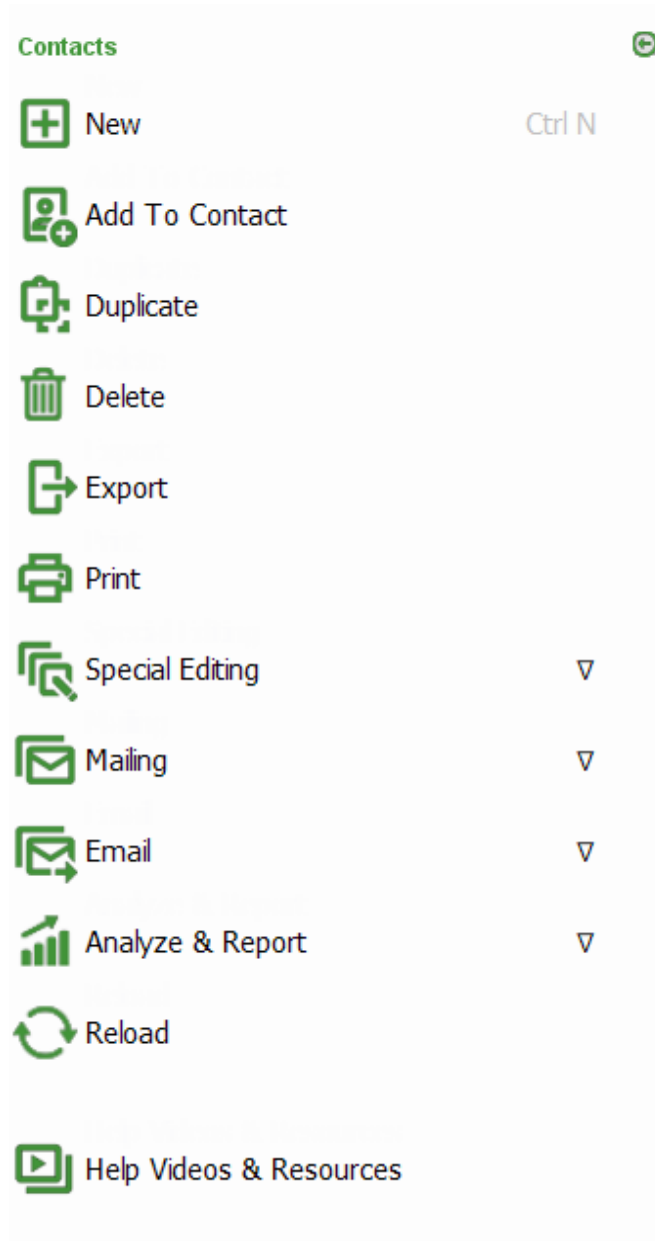 Contacts
New Ctrl N
Add To Contact
Duplicate
Delete
Export
Print
Special Editing ∇
Mailing ∇
Email ∇
Analyze & Report ∇
Reload
Help Videos & Resources